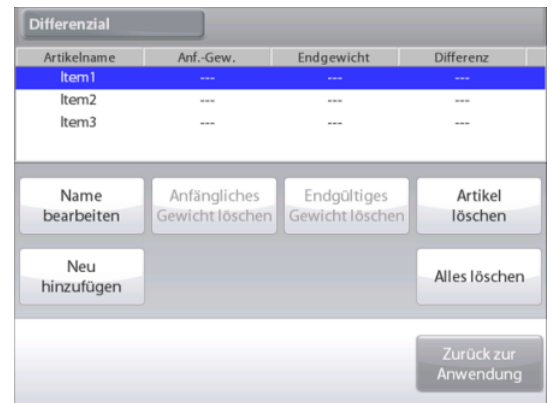 Differenzial
Artikelname Anf.-Gew. Endgewicht Differenz
Item1 --- --- ---
Item2 --- --- ---
Item3 --- --- ---
Name bearbeiten
Anfängliches Gewicht löschen
Endgültiges Gewicht löschen
Artikel löschen
Neu hinzufügen
Alles löschen
Zurück zur Anwendung